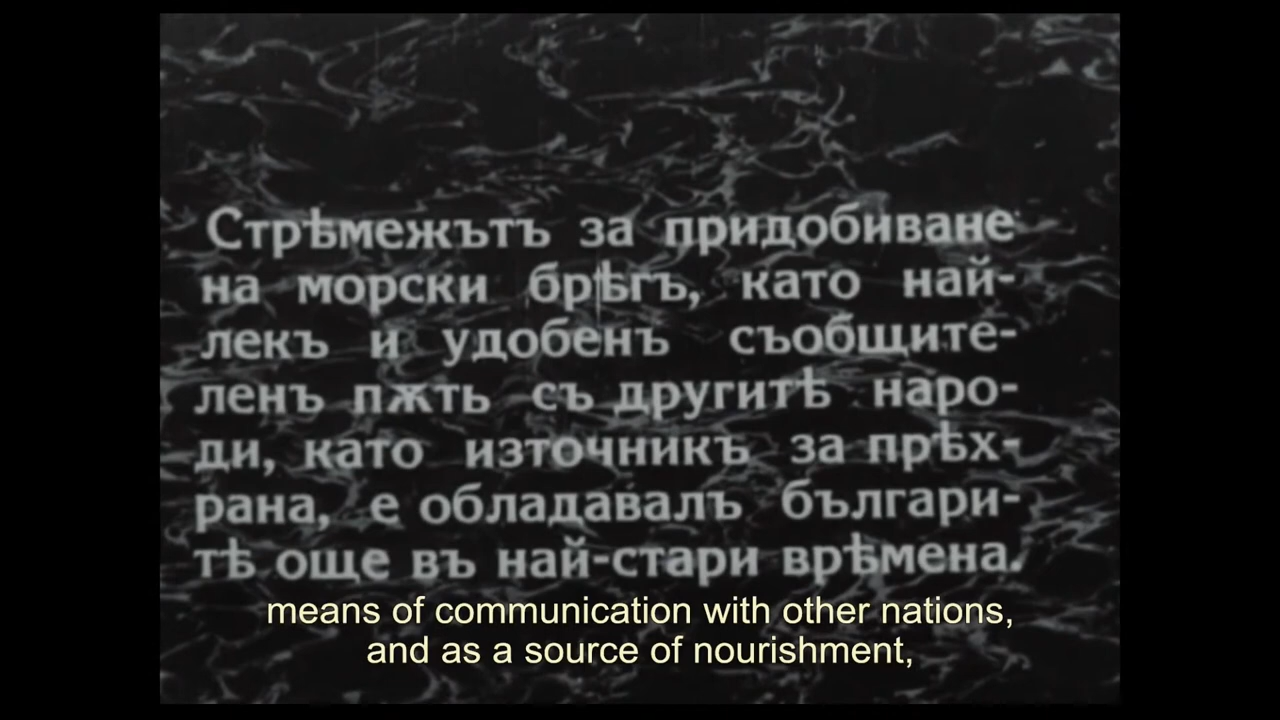 Стрѣмежътъ за придобиване
на морски брѣгъ, като най-
лекъ и удобенъ съобщите-
ленъ пѫть съ другитѣ наро-
ди, като източникъ за прѣх-
рана, е обладавалъ българи-
тѣ още въ най-стари врѣмена.
means of communication with other nations,
and as a source of nourishment,